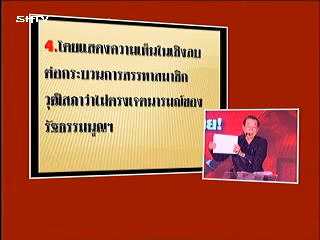 4.โดยแสดงความเห็นในเชิงลบ
ต่อกระบวนการสรรหาสมาชิก
วุฒิสภาว่าไม่ตรงเจตนารมณ์ของ
รัฐธรรมนูญฯ